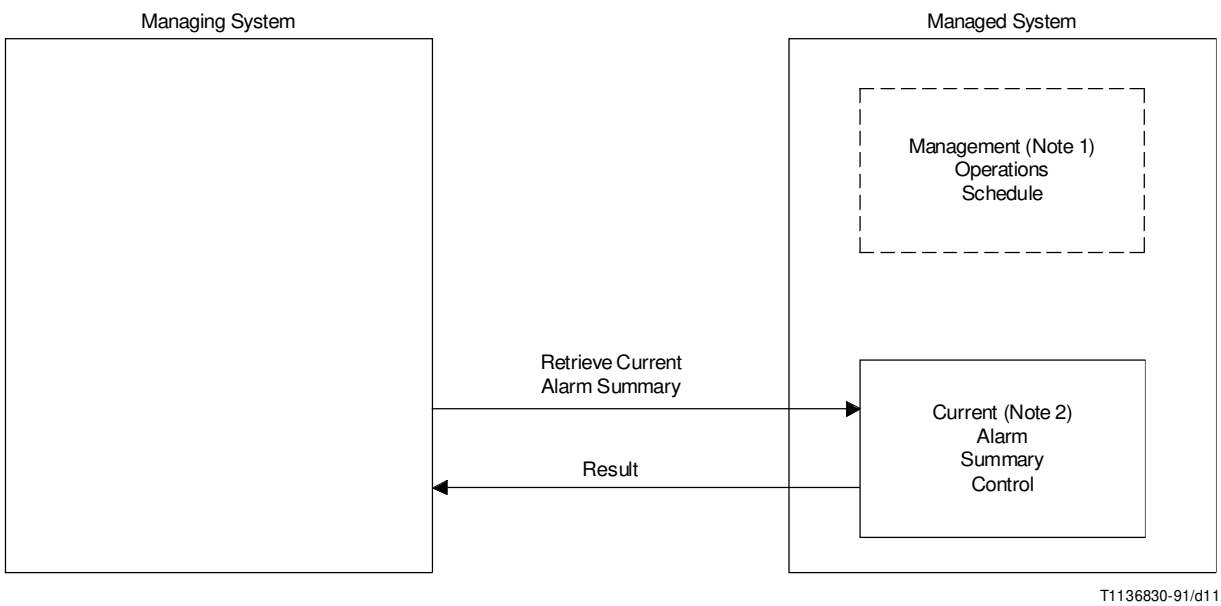 Managing System
Managed System
Management (Note 1)
Operations
Schedule
Retrieve Current
Alarm Summary
Current (Note 2)
Alarm
Summary
Control
Result
T1136830-91/d11